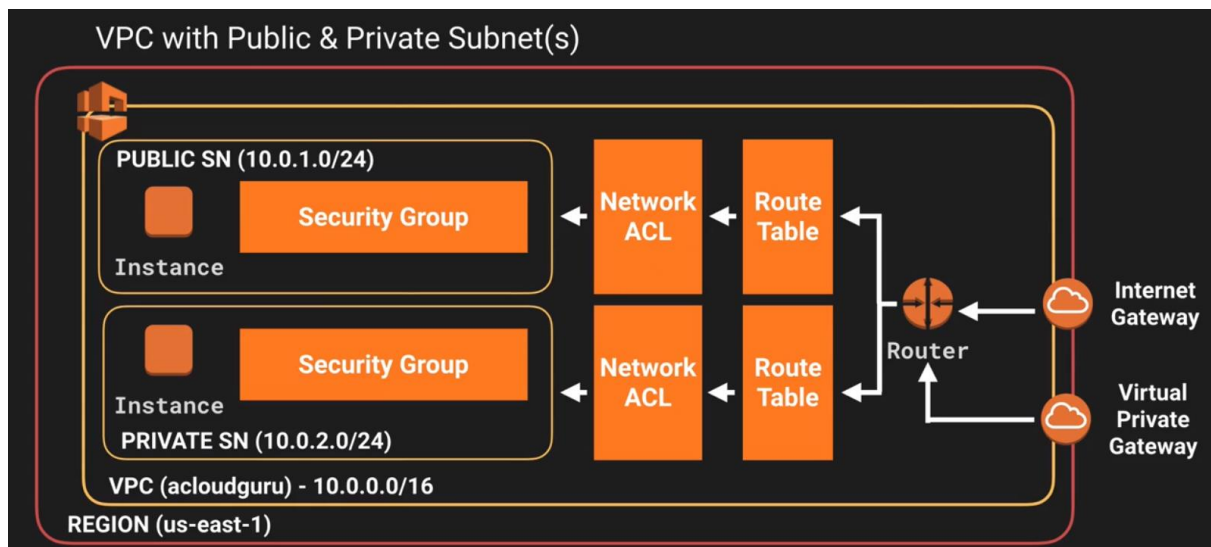 VPC with Public & Private Subnet(s)
PUBLIC SN (10.0.1.0/24)
Instance
Security Group
Network
ACL
Route
Table
Instance
Security Group
PRIVATE SN (10.0.2.0/24)
Network
ACL
Route
Table
Router
Internet
Gateway
Virtual
Private
Gateway
VPC (acloudguru) - 10.0.0.0/16
REGION (us-east-1)